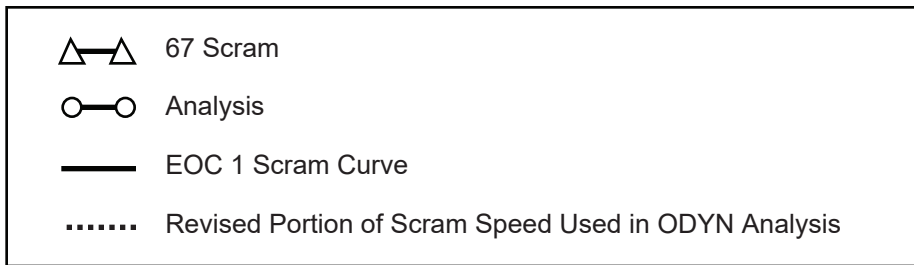 67 Scram
Analysis
EOC 1 Scram Curve
Revised Portion of Scram Speed Used in ODYN Analysis